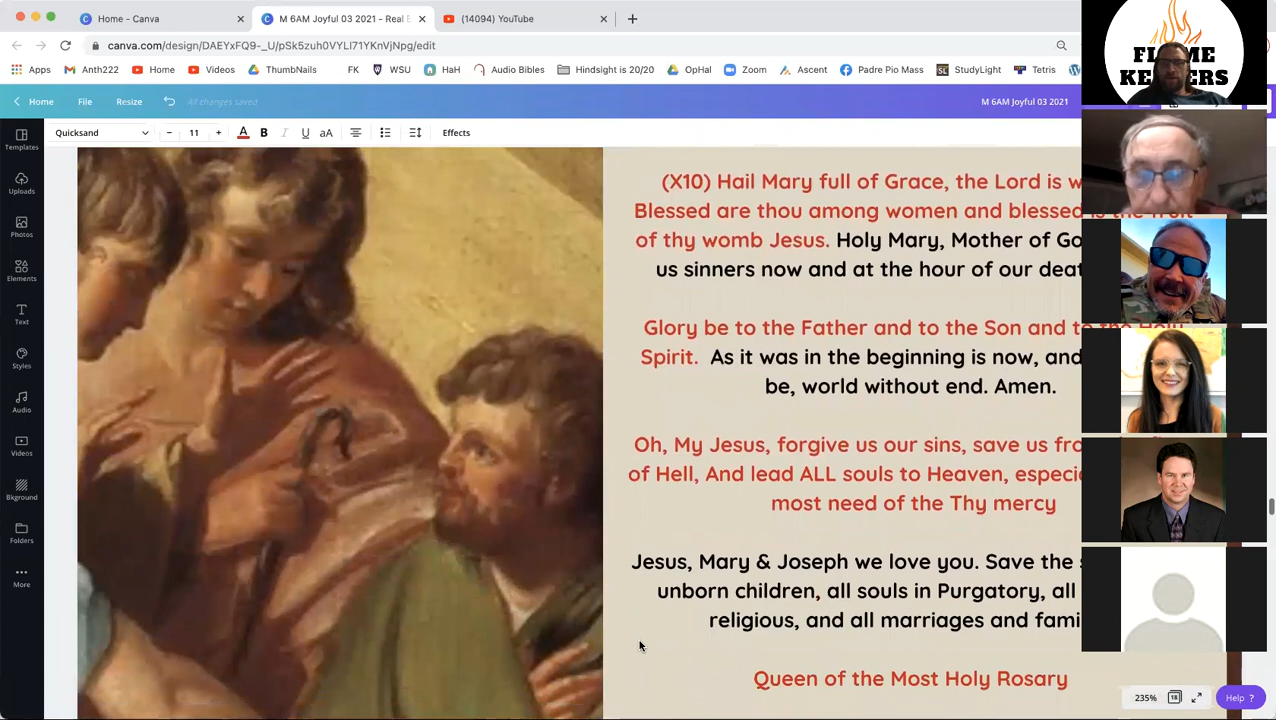 Home - Canva
M 6AM Joyful 03 2021 - Real E
(14094) YouTube
canva.com/design/DAEYxFQ9-_U/pSk5zuh0VYLI71YKnVjNpg/edit
Apps Anth222 Home Videos ThumbNails FK WSU HaH Audio Bibles Hindsight is 20/20 OpHal Zoom Ascent Padre Pio Mass StudyLight Tetris
Home File Resize All changes saved M 6AM Joyful 03 2021
Quicksand 11 A B I U aA Effects
Templates
Uploads
Photos
Elements
Text
Styles
Audio
Videos
Bkground
Folders
More
(X10) Hail Mary full of Grace, the Lord is w
Blessed are thou among women and blessed is the fruit
of thy womb Jesus. Holy Mary, Mother of Go
us sinners now and at the hour of our deat
Glory be to the Father and to the Son and to the Holy
Spirit. As it was in the beginning is now, and
be, world without end. Amen.
Oh, My Jesus, forgive us our sins, save us fro
of Hell, And lead ALL souls to Heaven, especi
most need of the Thy mercy
Jesus, Mary & Joseph we love you. Save the s
unborn children, all souls in Purgatory, all
religious, and all marriages and fami
Queen of the Most Holy Rosary
235% 18 Help ?